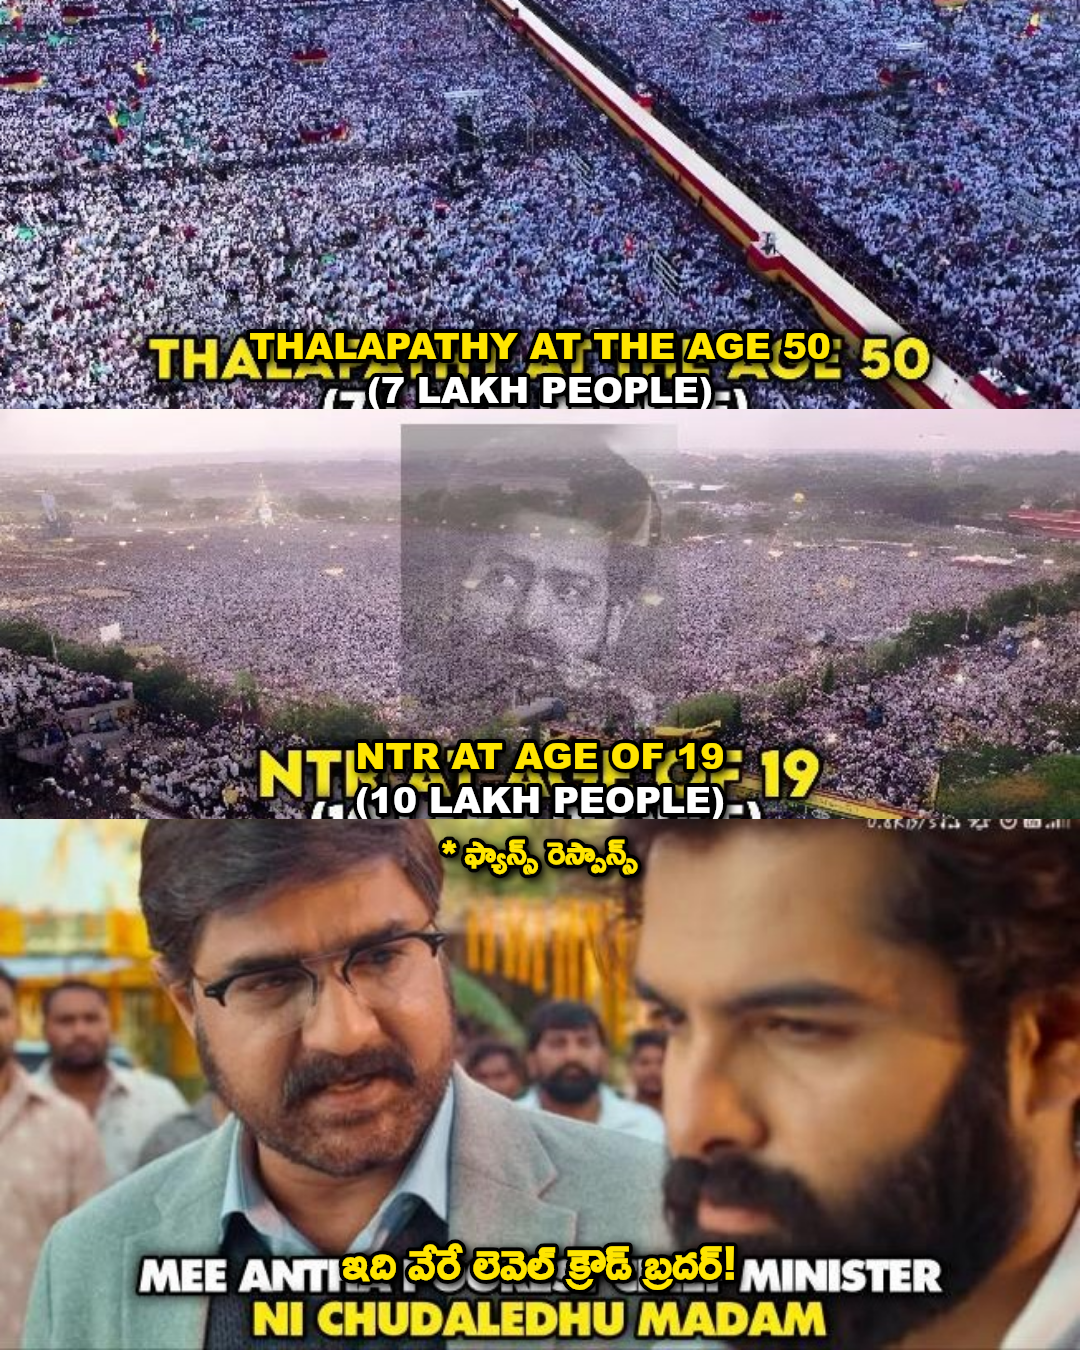 THALAPATHY AT THE AGE 50
(7 LAKH PEOPLE)
NTR AT AGE OF 19
(10 LAKH PEOPLE)
* ఫ్యాన్స్ రెస్పాన్స్
ఇది వేరే లెవెల్ క్రౌడ్ బ్రదర్!
MEE MINISTER
NI CHUDALEDHU MADAM